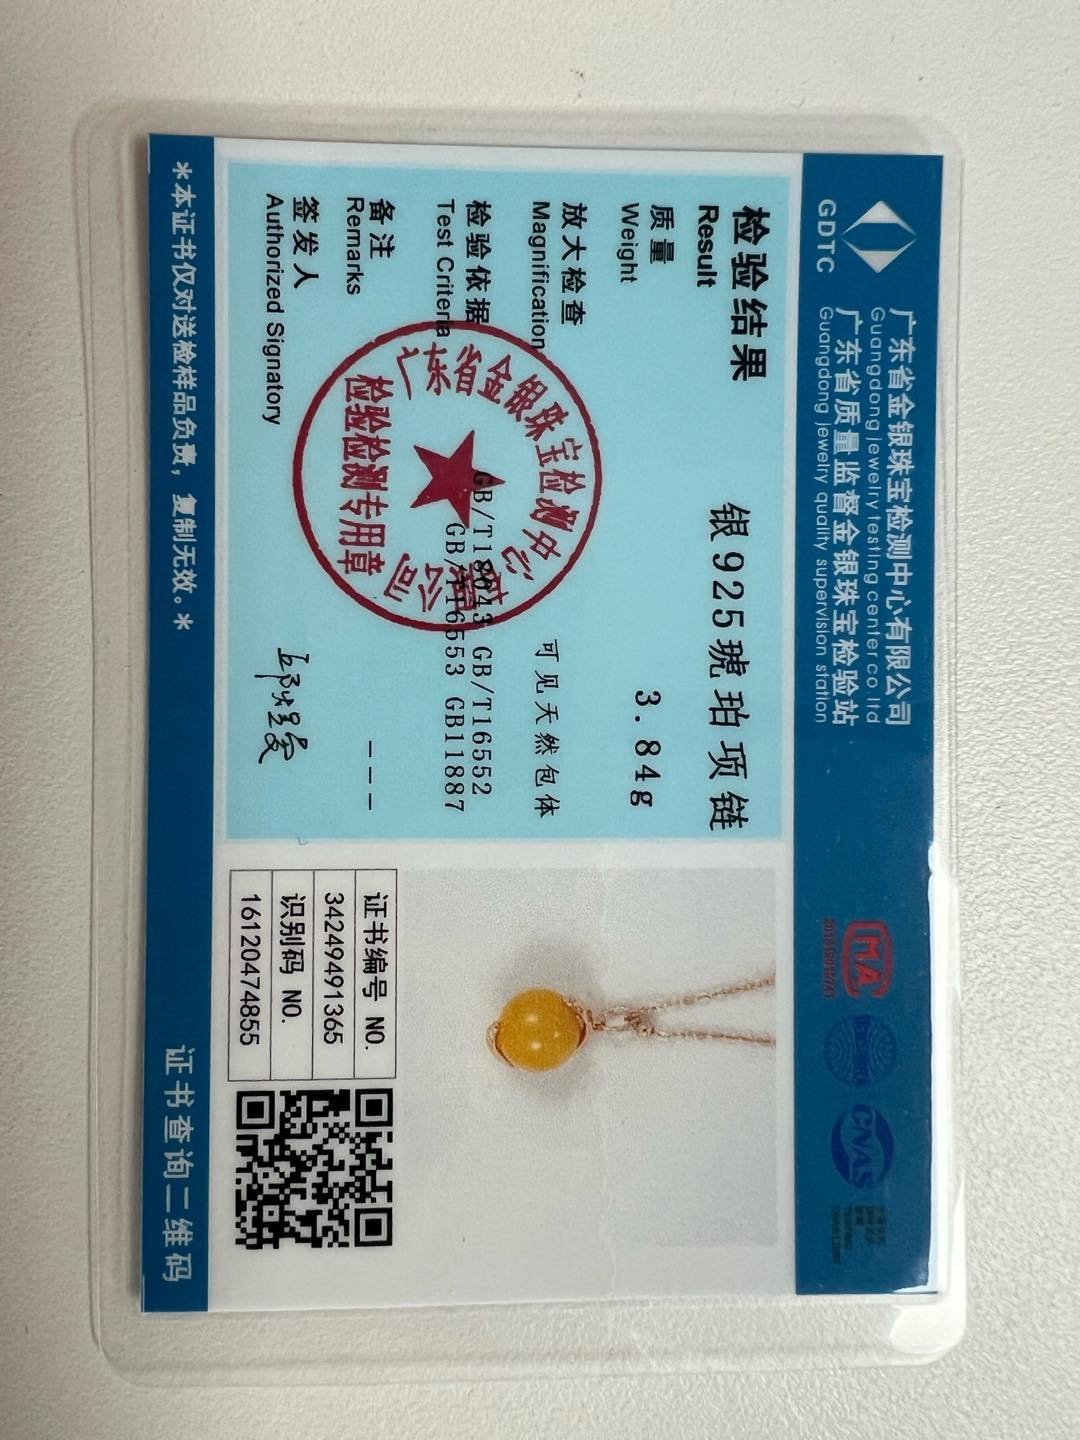 GDTC
广东省金银珠宝检测中心有限公司
Guangdong jewelry testing center co ltd
广东省质量监督金银珠宝检验站
Guangdong jewelry quality supervision station
MA
CNAS
检验结果 银925琥珀项链
Result
质量 3.84g
Weight
放大检查 可见天然包体
Magnification
检验依据 GB/T18043 GB/T16552
Test Criteria GB/T16553 GB11887
备注 ---
Remarks
签发人
Authorized Signatory
广东省金银珠宝检测中心有限公司
检验检测专用章
证书编号 NO.
34249491365
识别码 NO.
16120474855
*本证书仅对送检样品负责，复制无效。*
证书查询二维码